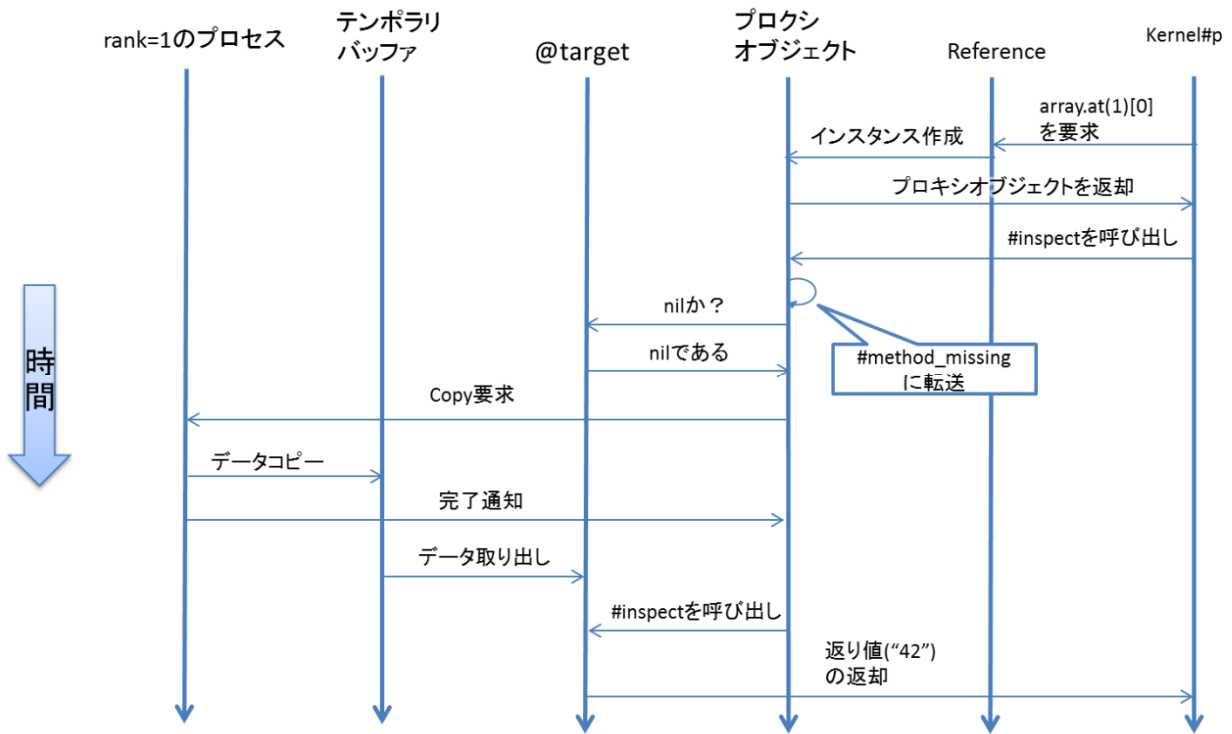 rank=1のプロセス
テンポラリ
バッファ
@target
プロクシ
オブジェクト
Reference
Kernel#p
array.at(1)[0]
を要求
インスタンス作成
プロキシオブジェクトを返却
#inspectを呼び出し
nilか？
#method_missing
に転送
nilである
Copy要求
時間
データコピー
完了通知
データ取り出し
#inspectを呼び出し
返り値(“42”)
の返却